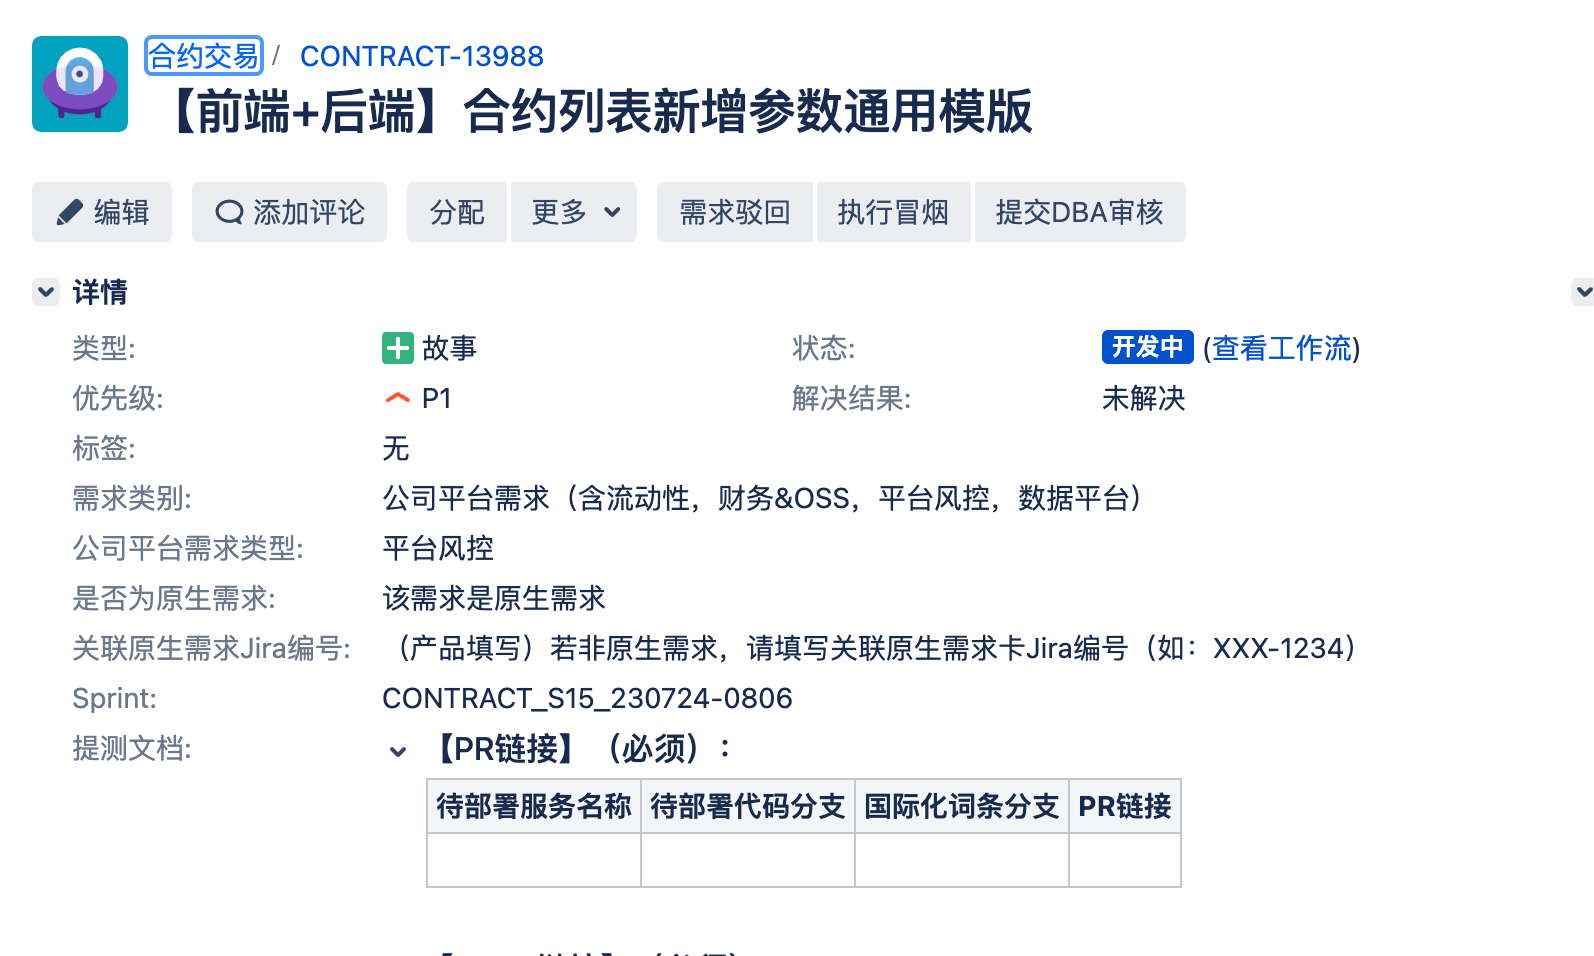 合约交易 / CONTRACT-13988
【前端+后端】合约列表新增参数通用模版
编辑 添加评论 分配 更多 需求驳回 执行冒烟 提交DBA审核
详情
类型: 故事 状态: 开发中 (查看工作流)
优先级: P1 解决结果: 未解决
标签: 无
需求类别: 公司平台需求（含流动性，财务&OSS，平台风控，数据平台）
公司平台需求类型: 平台风控
是否为原生需求: 该需求是原生需求
关联原生需求Jira编号: （产品填写）若非原生需求，请填写关联原生需求卡Jira编号（如：XXX-1234）
Sprint: CONTRACT_S15_230724-0806
提测文档: 【PR链接】（必须）：
待部署服务名称 待部署代码分支 国际化词条分支 PR链接